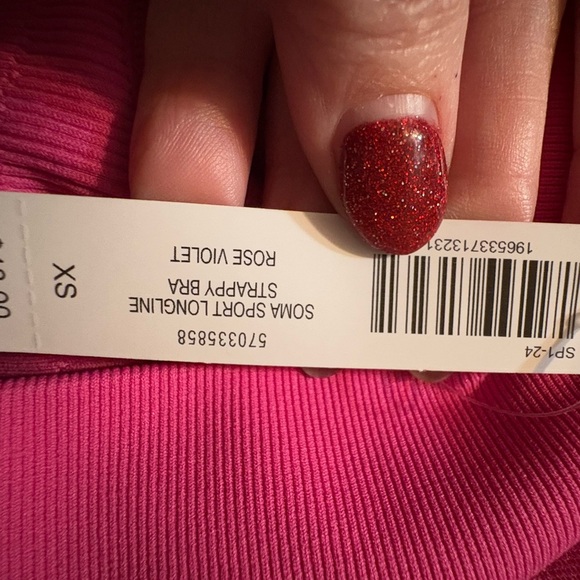 570335858
SOMA SPORT LONGLINE
STRAPPY BRA
ROSE VIOLET
SP1-24
196533713231
XS